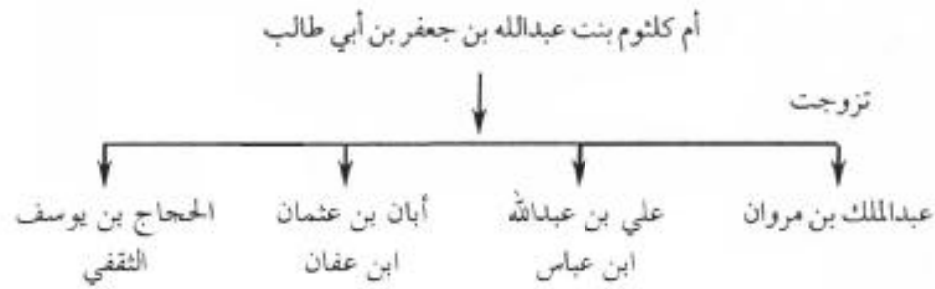 أم كلثوم بنت عبدالله بن جعفر بن أبي طالب
تزوجت
عبدالملك بن مروان
علي بن عبدالله
ابن عباس
أبان بن عثمان
ابن عفان
الحجاج بن يوسف
الثقفي